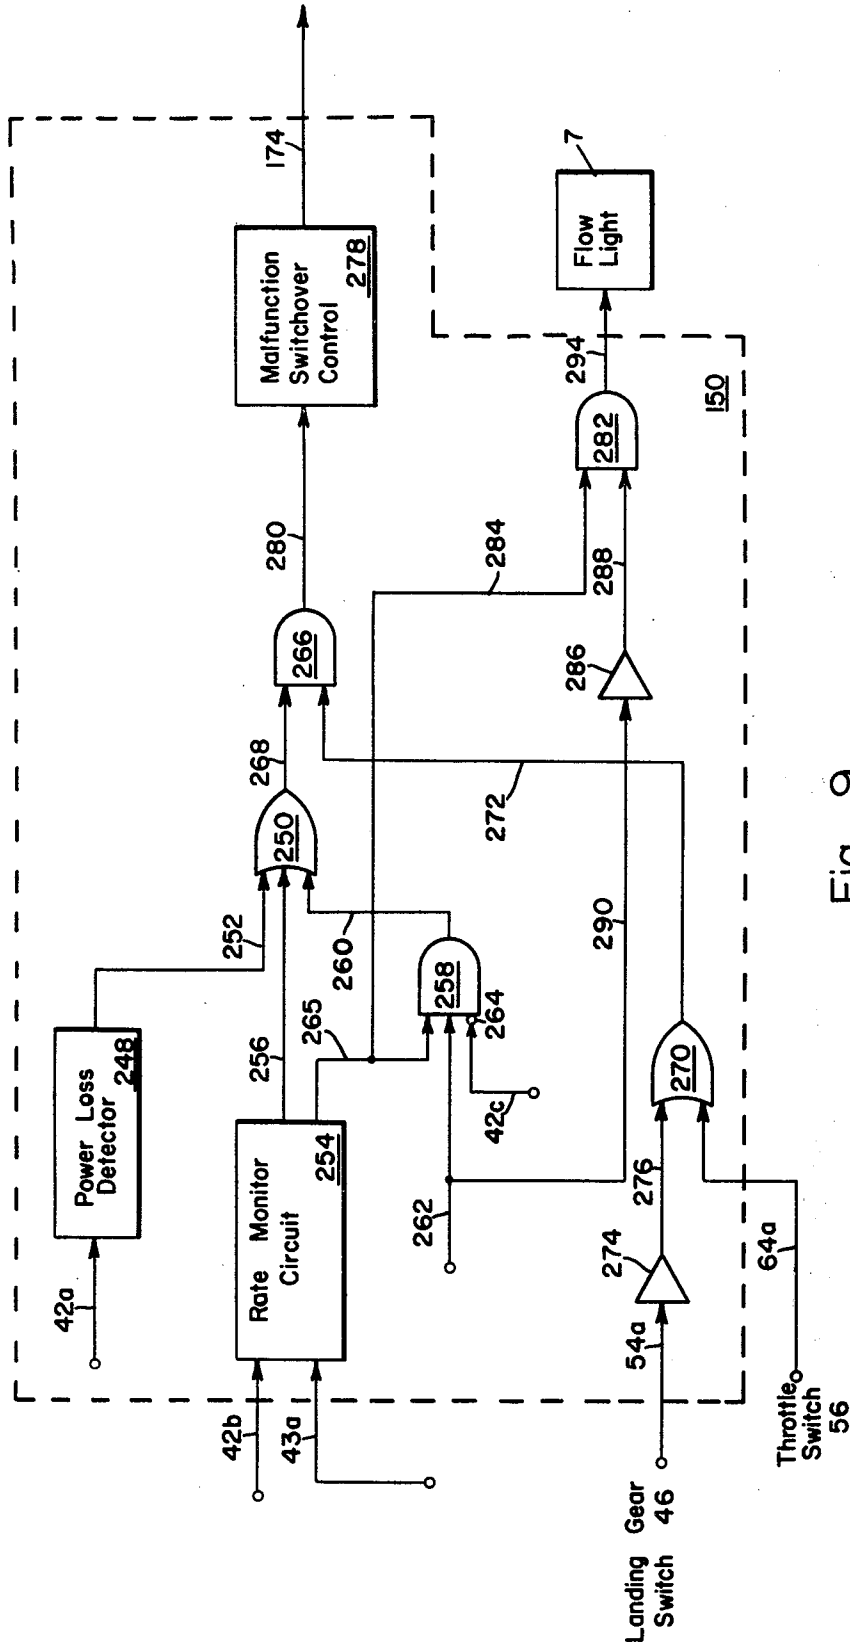 174
Malfunction
Switchover
Control
278
7
Flow
Light
294
150
282
280
284
288
266
286
268
272
250
252
260
290
258
264
265
256
Power Loss
Detector
248
42c
270
Rate Monitor
Circuit
254
262
276
274
64a
42a
54a
42b
43a
Throttle
Switch
56
Landing Gear
Switch 46
Fig. 9